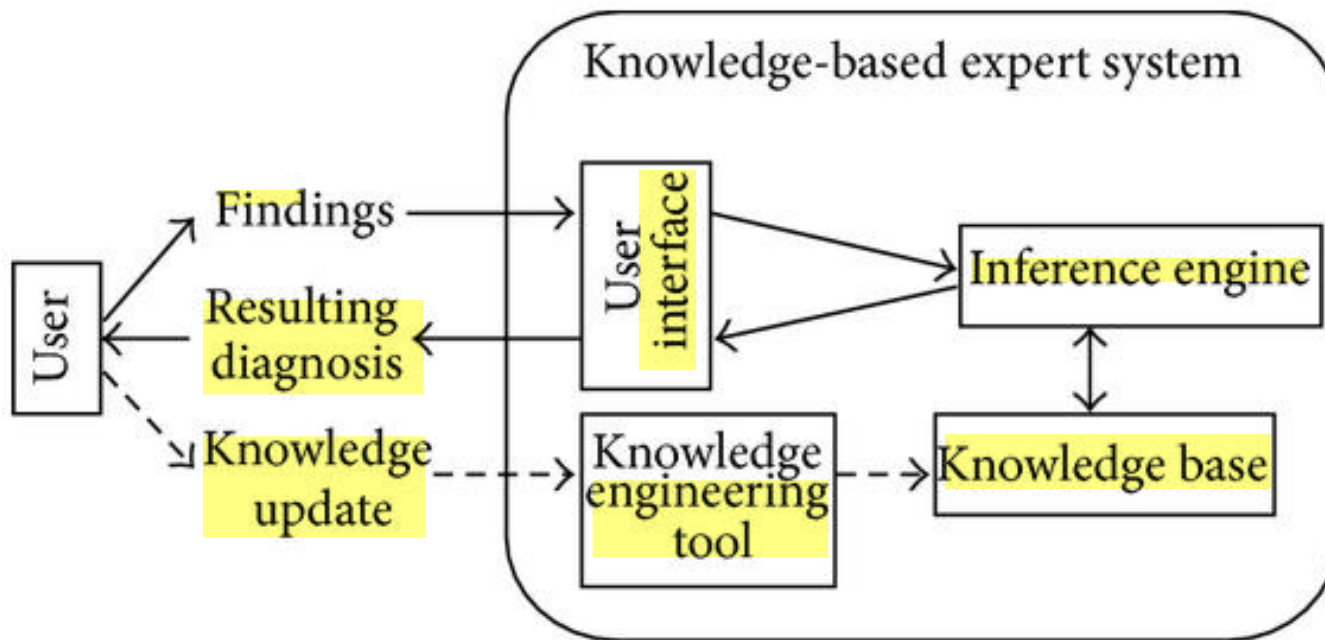 Knowledge-based expert system
Findings
User
interface
Inference engine
User
Resulting
diagnosis
Knowledge
update
Knowledge
engineering
tool
Knowledge base